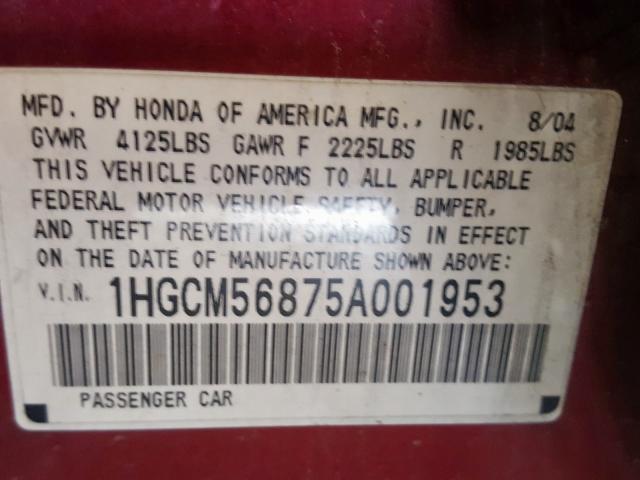 MFD. BY HONDA OF AMERICA MFG., INC. 8/04
GVWR 4125LBS GAWR F 2225LBS R 1985LBS
THIS VEHICLE CONFORMS TO ALL APPLICABLE
FEDERAL MOTOR VEHICLE SAFETY, BUMPER,
AND THEFT PREVENTION STANDARDS IN EFFECT
ON THE DATE OF MANUFACTURE SHOWN ABOVE:
V.I.N. 1HGCM56875A001953
PASSENGER CAR